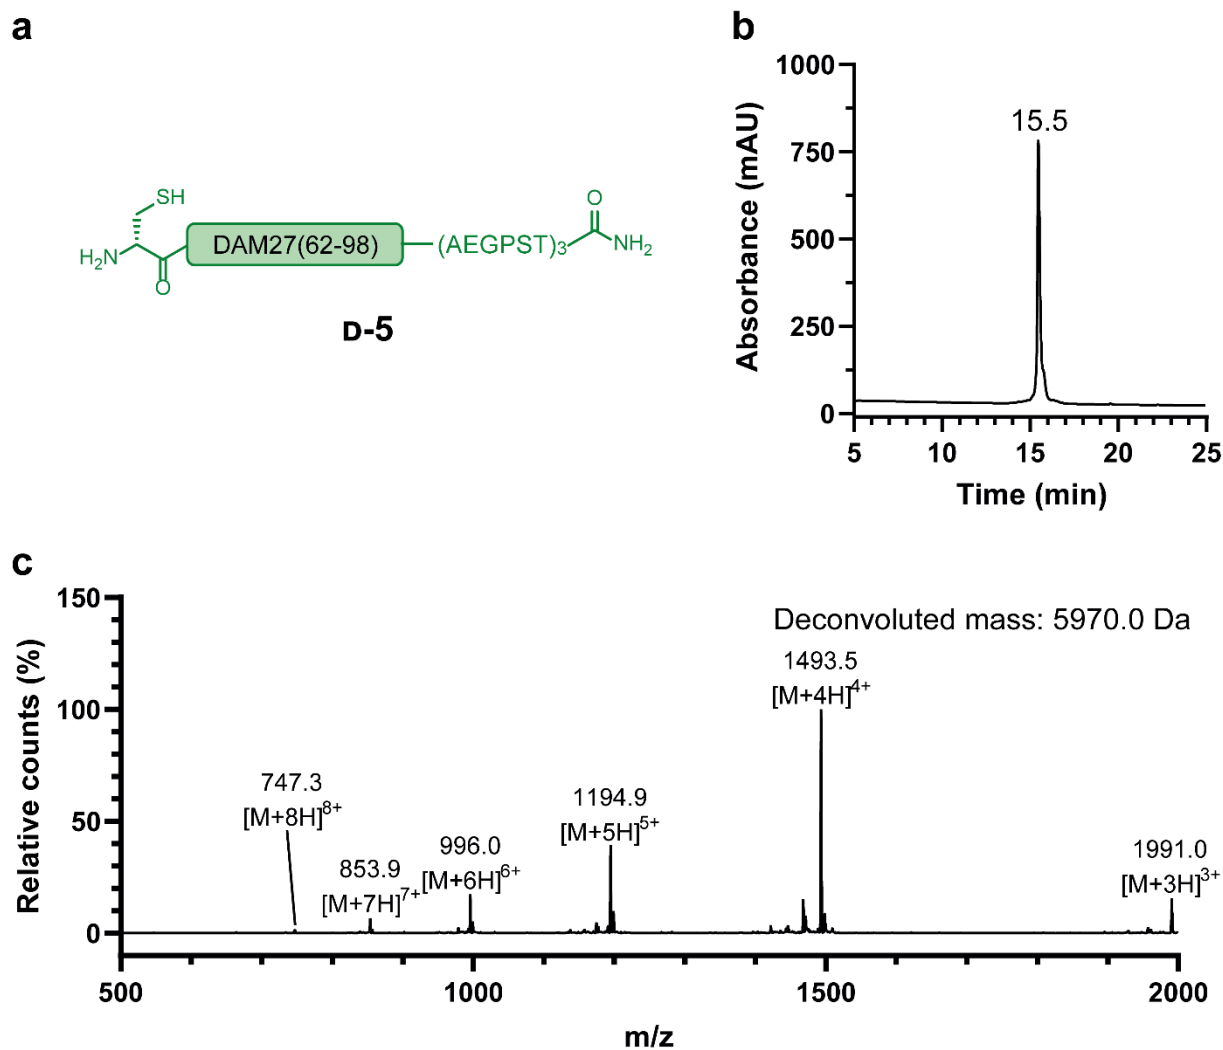 a
SH
H₂N
O
DAM27(62-98)
(AEGPST)₃
O
NH₂
D-5
b
15.5
Absorbance (mAU)
1000
750
500
250
0
5 10 15 20 25
Time (min)
c
Deconvoluted mass: 5970.0 Da
Relative counts (%)
150
100
50
0
747.3
[M+8H]⁸⁺
853.9
[M+7H]⁷⁺
996.0
[M+6H]⁶⁺
1194.9
[M+5H]⁵⁺
1493.5
[M+4H]⁴⁺
1991.0
[M+3H]³⁺
500 1000 1500 2000
m/z